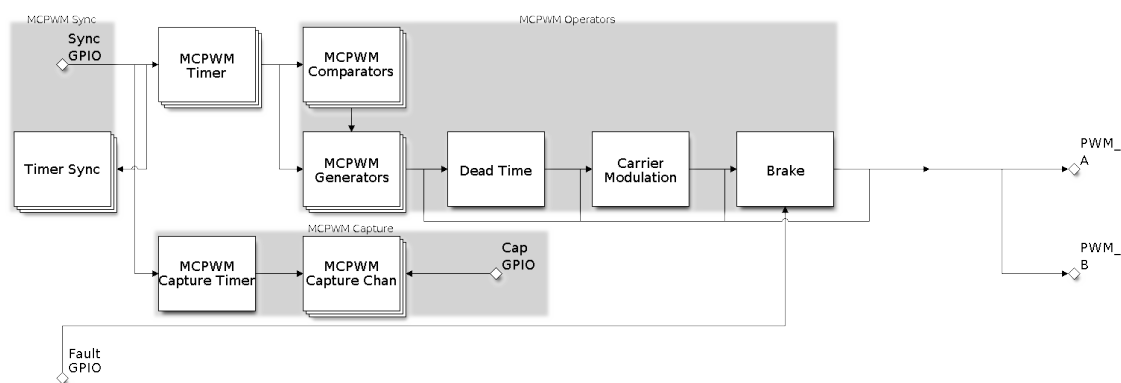 MCPWM Sync
MCPWM Operators
Sync
GPIO
MCPWM
Timer
MCPWM
Comparators
Timer Sync
MCPWM
Generators
Dead Time
Carrier
Modulation
Brake
PWM_
A
MCPWM Capture
MCPWM
Capture Timer
MCPWM
Capture Chan
Cap
GPIO
PWM_
B
Fault
GPIO